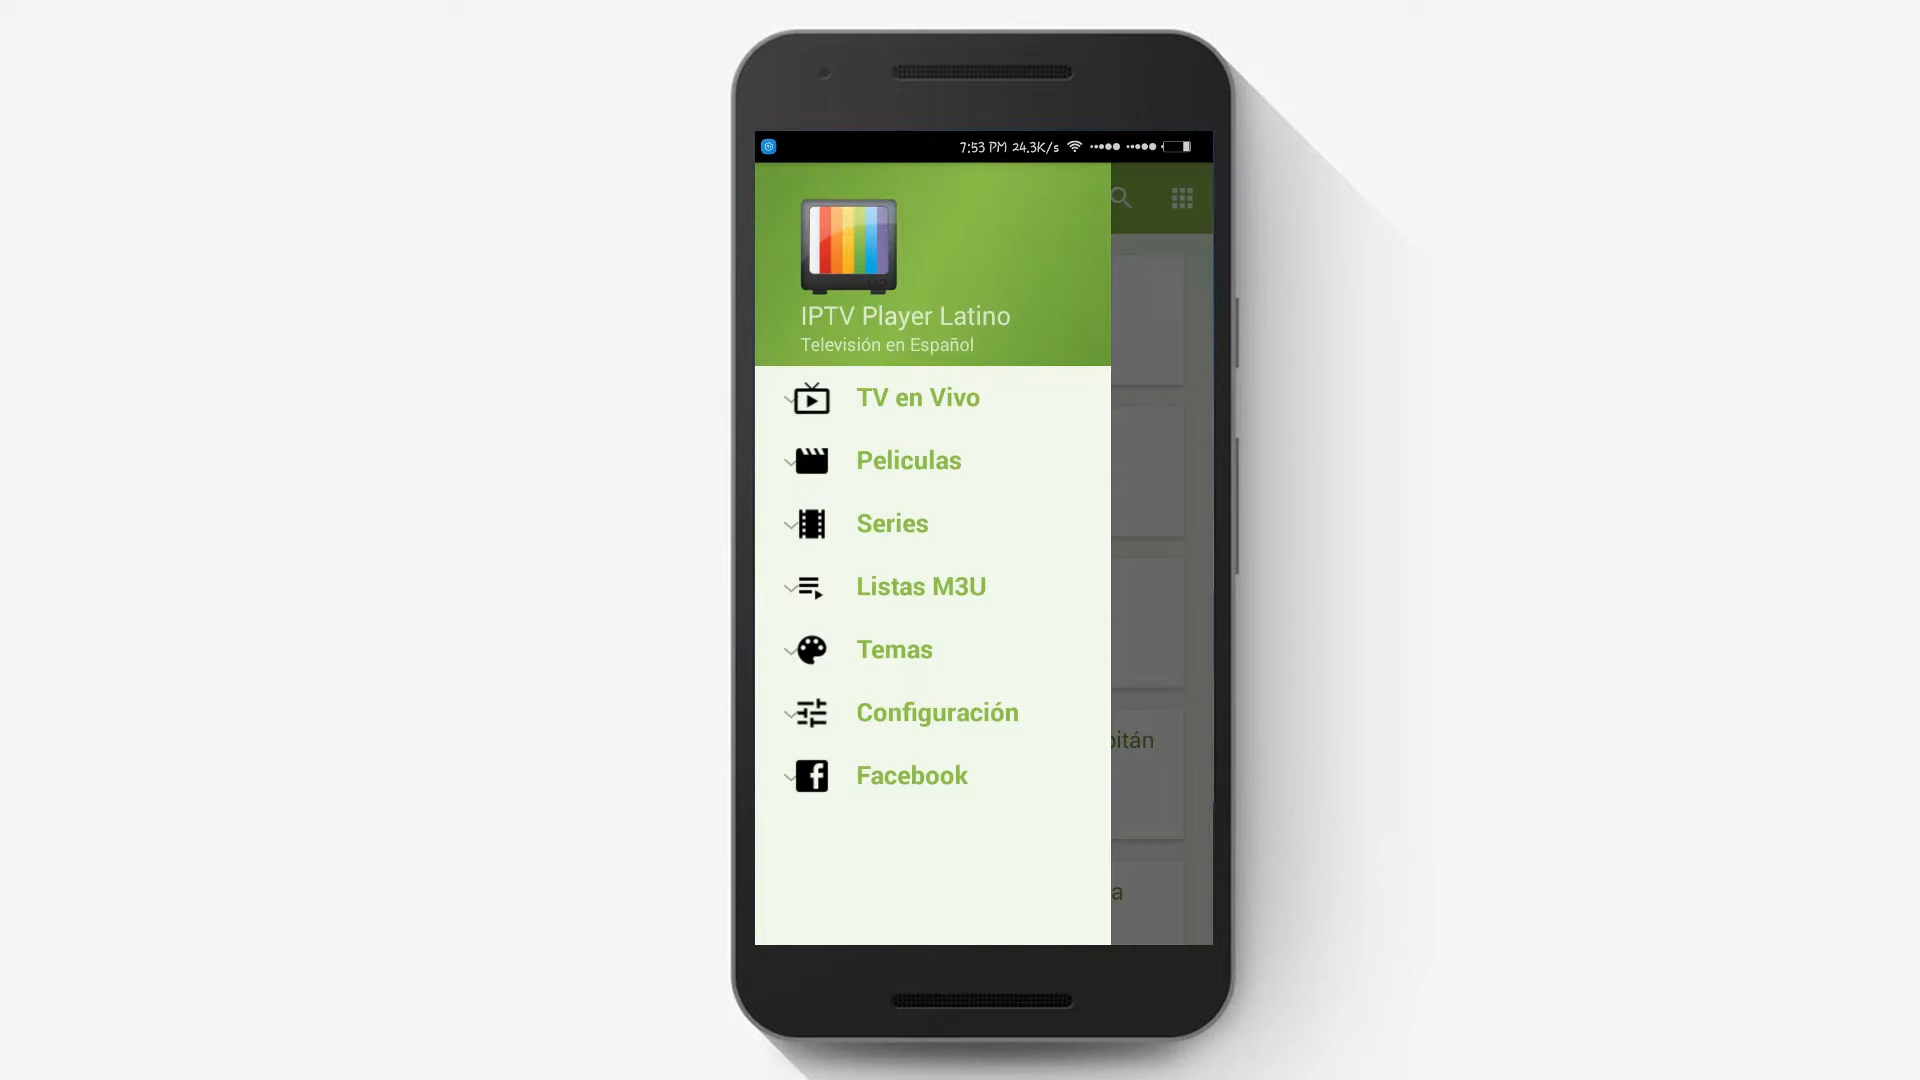 7:53 PM 24.3K/s
IPTV Player Latino
Televisión en Español
TV en Vivo
Peliculas
Series
Listas M3U
Temas
Configuración
pitán
Facebook
a